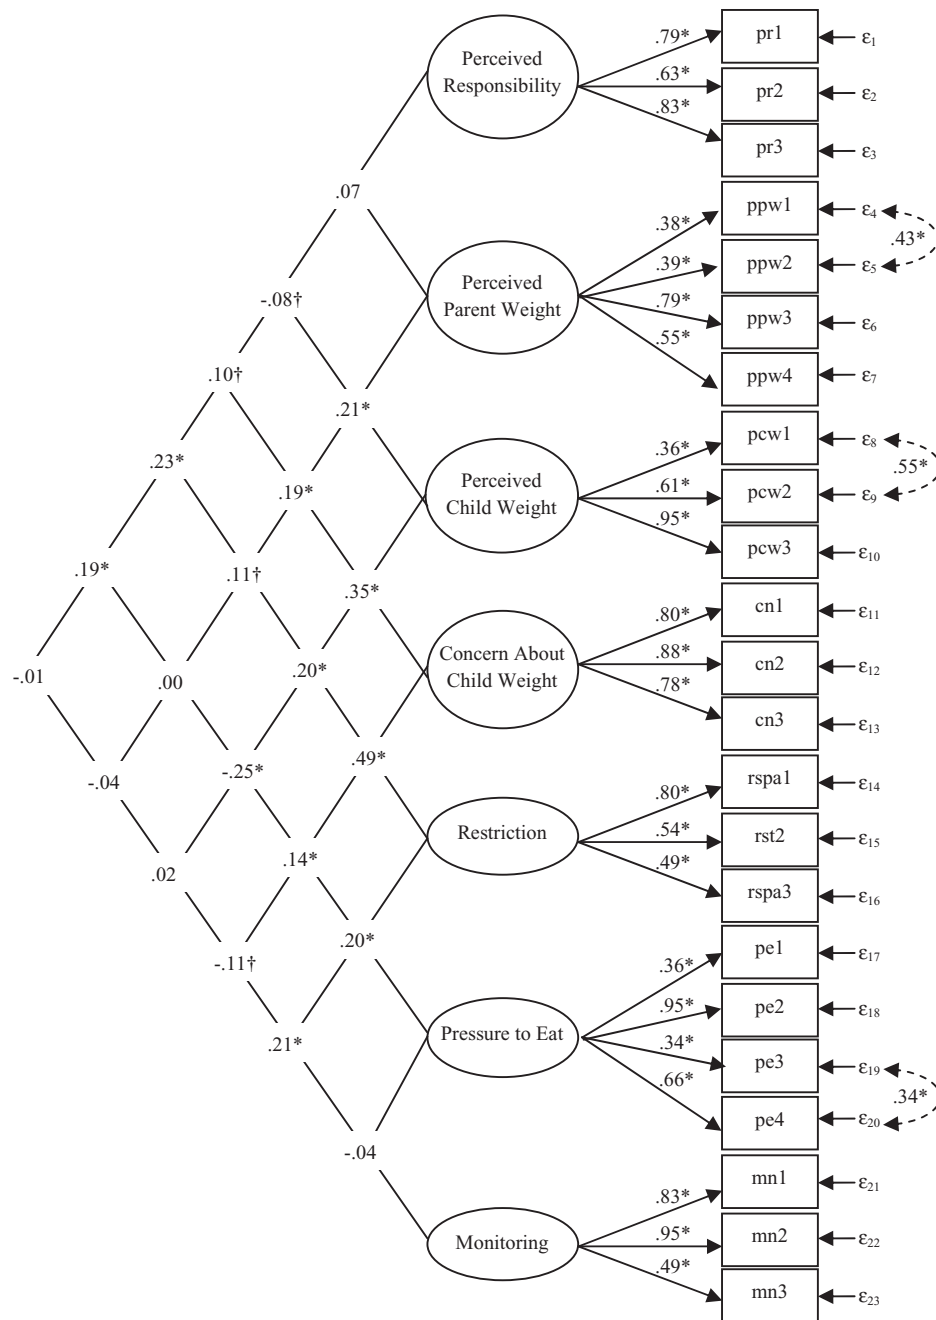 Perceived
Responsibility
.79*
.63*
.83*
pr1
pr2
pr3
ε1
ε2
ε3
.07
Perceived
Parent Weight
.38*
.39*
.79*
.55*
ppw1
ppw2
ppw3
ppw4
ε4
ε5
ε6
ε7
.43*
-.08†
.10†
.21*
.23*
.19*
Perceived
Child Weight
.36*
.61*
.95*
pcw1
pcw2
pcw3
ε8
ε9
ε10
.55*
.19*
.11†
.35*
Concern About
Child Weight
.80*
.88*
.78*
cn1
cn2
cn3
ε11
ε12
ε13
-.01
.00
.20*
.49*
Restriction
.80*
.54*
.49*
rspa1
rst2
rspa3
ε14
ε15
ε16
-.04
-.25*
.14*
.20*
Pressure to Eat
.36*
.95*
.34*
.66*
pe1
pe2
pe3
pe4
ε17
ε18
ε19
ε20
.34*
.02
-.11†
.21*
-.04
Monitoring
.83*
.95*
.49*
mn1
mn2
mn3
ε21
ε22
ε23